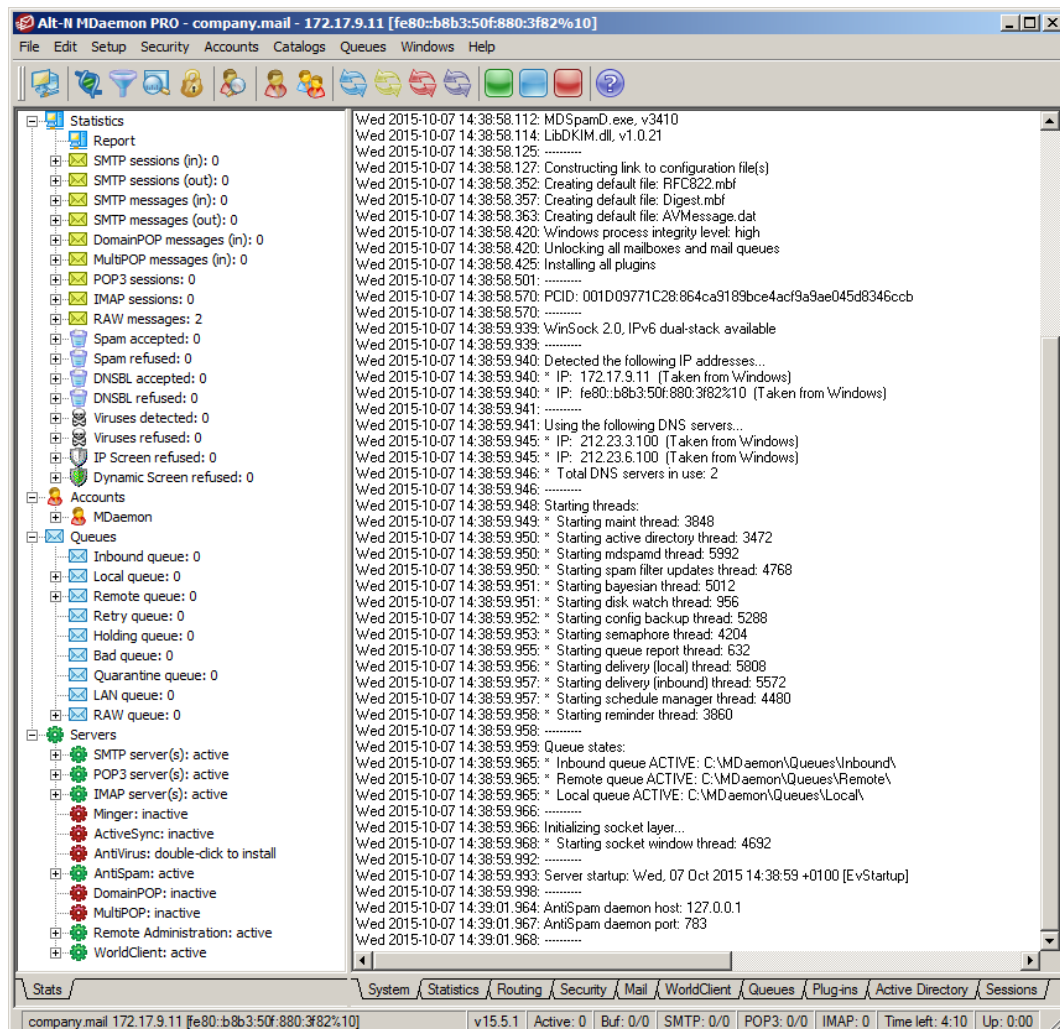 Alt-N MDaemon PRO - company.mail - 172.17.9.11 [fe80::b8b3:50f:880:3f82%10]
File Edit Setup Security Accounts Catalogs Queues Windows Help
Statistics
Report
SMTP sessions (in): 0
SMTP sessions (out): 0
SMTP messages (in): 0
SMTP messages (out): 0
DomainPOP messages (in): 0
MultiPOP messages (in): 0
POP3 sessions: 0
IMAP sessions: 0
RAW messages: 2
Spam accepted: 0
Spam refused: 0
DNSBL accepted: 0
DNSBL refused: 0
Viruses detected: 0
Viruses refused: 0
IP Screen refused: 0
Dynamic Screen refused: 0
Accounts
MDaemon
Queues
Inbound queue: 0
Local queue: 0
Remote queue: 0
Retry queue: 0
Holding queue: 0
Bad queue: 0
Quarantine queue: 0
LAN queue: 0
RAW queue: 0
Servers
SMTP server(s): active
POP3 server(s): active
IMAP server(s): active
Minger: inactive
ActiveSync: inactive
AntiVirus: double-click to install
AntiSpam: active
DomainPOP: inactive
MultiPOP: inactive
Remote Administration: active
WorldClient: active
Stats
Wed 2015-10-07 14:38:58.112: MDSpamD.exe, v3410
Wed 2015-10-07 14:38:58.114: LibDKIM.dll, v1.0.21
Wed 2015-10-07 14:38:58.125: ----------
Wed 2015-10-07 14:38:58.127: Constructing link to configuration file(s)
Wed 2015-10-07 14:38:58.352: Creating default file: RFC822.mbf
Wed 2015-10-07 14:38:58.357: Creating default file: Digest.mbf
Wed 2015-10-07 14:38:58.363: Creating default file: AVMessage.dat
Wed 2015-10-07 14:38:58.420: Windows process integrity level: high
Wed 2015-10-07 14:38:58.420: Unlocking all mailboxes and mail queues
Wed 2015-10-07 14:38:58.425: Installing all plugins
Wed 2015-10-07 14:38:58.501: ----------
Wed 2015-10-07 14:38:58.570: PCID: 001D09771C28:864ca9189bce4acf9a9ae045d8346ccb
Wed 2015-10-07 14:38:58.570: ----------
Wed 2015-10-07 14:38:59.939: WinSock 2.0, IPv6 dual-stack available
Wed 2015-10-07 14:38:59.939: ----------
Wed 2015-10-07 14:38:59.940: Detected the following IP addresses...
Wed 2015-10-07 14:38:59.940: * IP: 172.17.9.11 (Taken from Windows)
Wed 2015-10-07 14:38:59.940: * IP: fe80::b8b3:50f:880:3f82%10 (Taken from Windows)
Wed 2015-10-07 14:38:59.941: ----------
Wed 2015-10-07 14:38:59.941: Using the following DNS servers...
Wed 2015-10-07 14:38:59.945: * IP: 212.23.3.100 (Taken from Windows)
Wed 2015-10-07 14:38:59.945: * IP: 212.23.6.100 (Taken from Windows)
Wed 2015-10-07 14:38:59.946: * Total DNS servers in use: 2
Wed 2015-10-07 14:38:59.946: ----------
Wed 2015-10-07 14:38:59.948: Starting threads:
Wed 2015-10-07 14:38:59.949: * Starting maint thread: 3848
Wed 2015-10-07 14:38:59.950: * Starting active directory thread: 3472
Wed 2015-10-07 14:38:59.950: * Starting mdspamd thread: 5992
Wed 2015-10-07 14:38:59.950: * Starting spam filter updates thread: 4768
Wed 2015-10-07 14:38:59.951: * Starting bayesian thread: 5012
Wed 2015-10-07 14:38:59.951: * Starting disk watch thread: 956
Wed 2015-10-07 14:38:59.952: * Starting config backup thread: 5288
Wed 2015-10-07 14:38:59.953: * Starting semaphore thread: 4204
Wed 2015-10-07 14:38:59.955: * Starting queue report thread: 632
Wed 2015-10-07 14:38:59.956: * Starting delivery (local) thread: 5808
Wed 2015-10-07 14:38:59.957: * Starting delivery (inbound) thread: 5572
Wed 2015-10-07 14:38:59.957: * Starting schedule manager thread: 4480
Wed 2015-10-07 14:38:59.958: * Starting reminder thread: 3860
Wed 2015-10-07 14:38:59.958: ----------
Wed 2015-10-07 14:38:59.959: Queue states:
Wed 2015-10-07 14:38:59.965: * Inbound queue ACTIVE: C:\MDaemon\Queues\Inbound\
Wed 2015-10-07 14:38:59.965: * Remote queue ACTIVE: C:\MDaemon\Queues\Remote\
Wed 2015-10-07 14:38:59.965: * Local queue ACTIVE: C:\MDaemon\Queues\Local\
Wed 2015-10-07 14:38:59.966: ----------
Wed 2015-10-07 14:38:59.966: Initializing socket layer...
Wed 2015-10-07 14:38:59.968: * Starting socket window thread: 4692
Wed 2015-10-07 14:38:59.992: ----------
Wed 2015-10-07 14:38:59.993: Server startup: Wed, 07 Oct 2015 14:38:59 +0100 [EvStartup]
Wed 2015-10-07 14:38:59.998: ----------
Wed 2015-10-07 14:39:01.964: AntiSpam daemon host: 127.0.0.1
Wed 2015-10-07 14:39:01.967: AntiSpam daemon port: 783
Wed 2015-10-07 14:39:01.968: ----------
System Statistics Routing Security Mail WorldClient Queues Plug-ins Active Directory Sessions
company.mail 172.17.9.11 [fe80::b8b3:50f:880:3f82%10] v15.5.1 Active: 0 Buf: 0/0 SMTP: 0/0 POP3: 0/0 IMAP: 0 Time left: 4:10 Up: 0:00